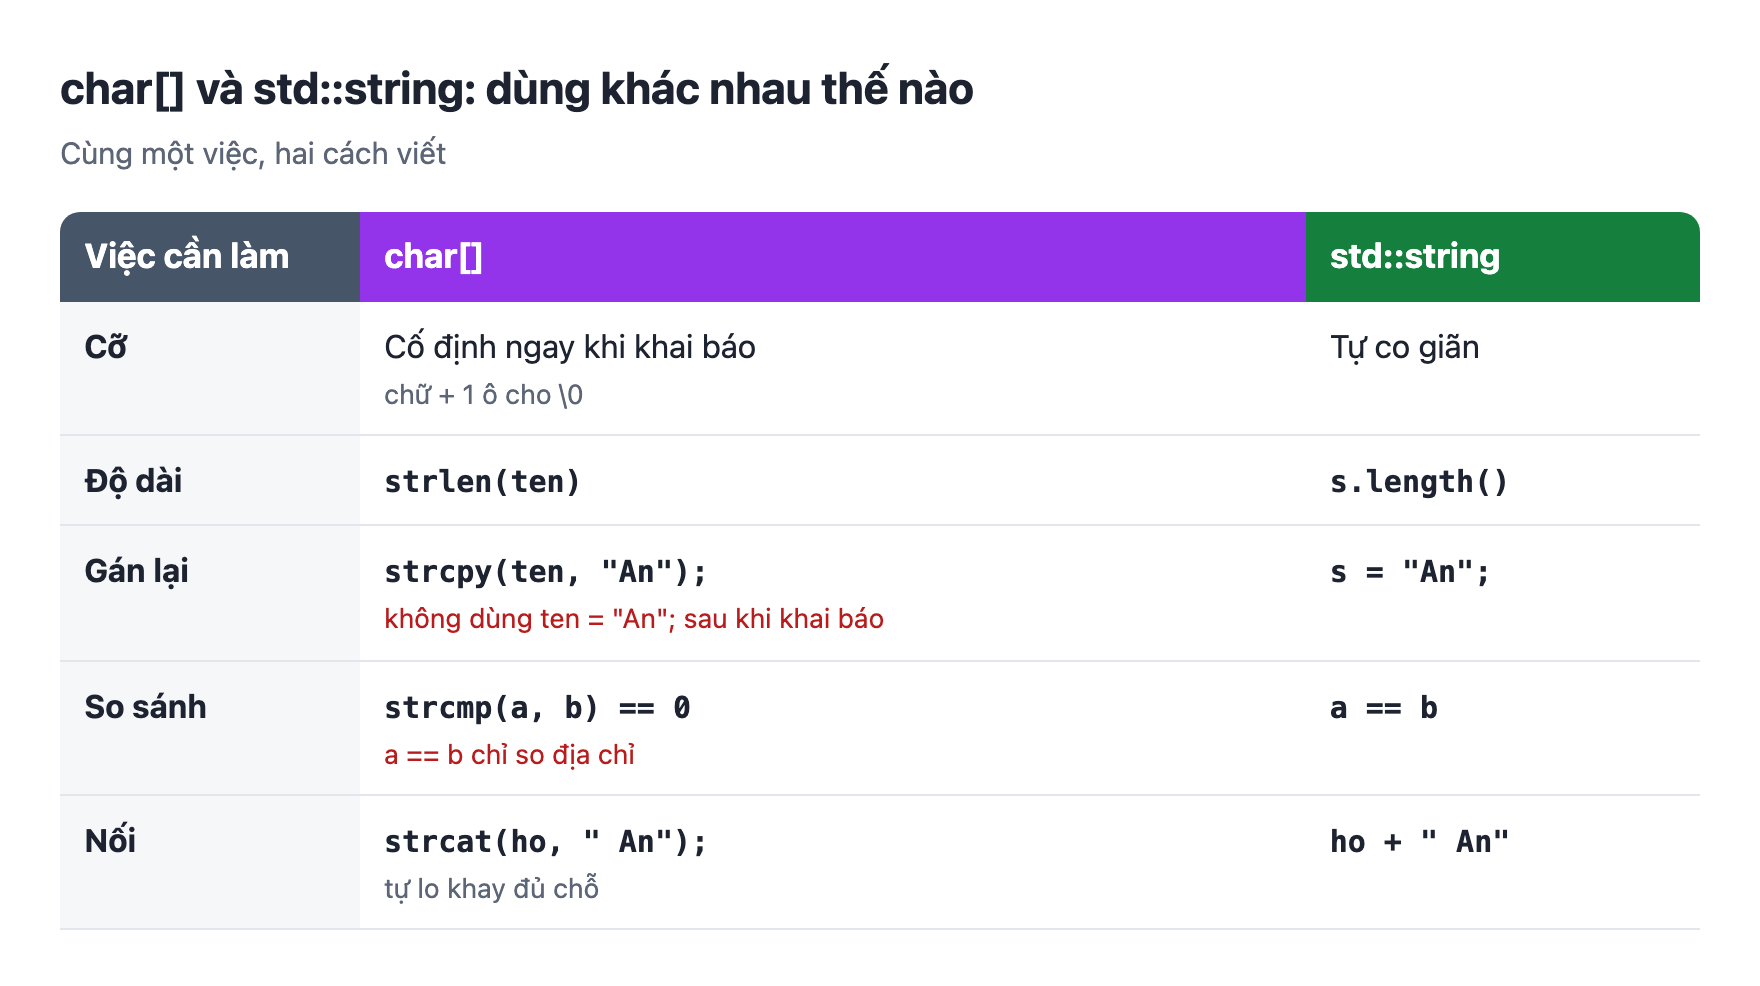 char[] và std::string: dùng khác nhau thế nào
Cùng một việc, hai cách viết
Việc cần làm char[] std::string
Cỡ Cố định ngay khi khai báo Tự co giãn
chữ + 1 ô cho \0
Độ dài strlen(ten) s.length()
Gán lại strcpy(ten, "An"); s = "An";
không dùng ten = "An"; sau khi khai báo
So sánh strcmp(a, b) == 0 a == b
a == b chỉ so địa chỉ
Nối strcat(ho, " An"); ho + " An"
tự lo khay đủ chỗ